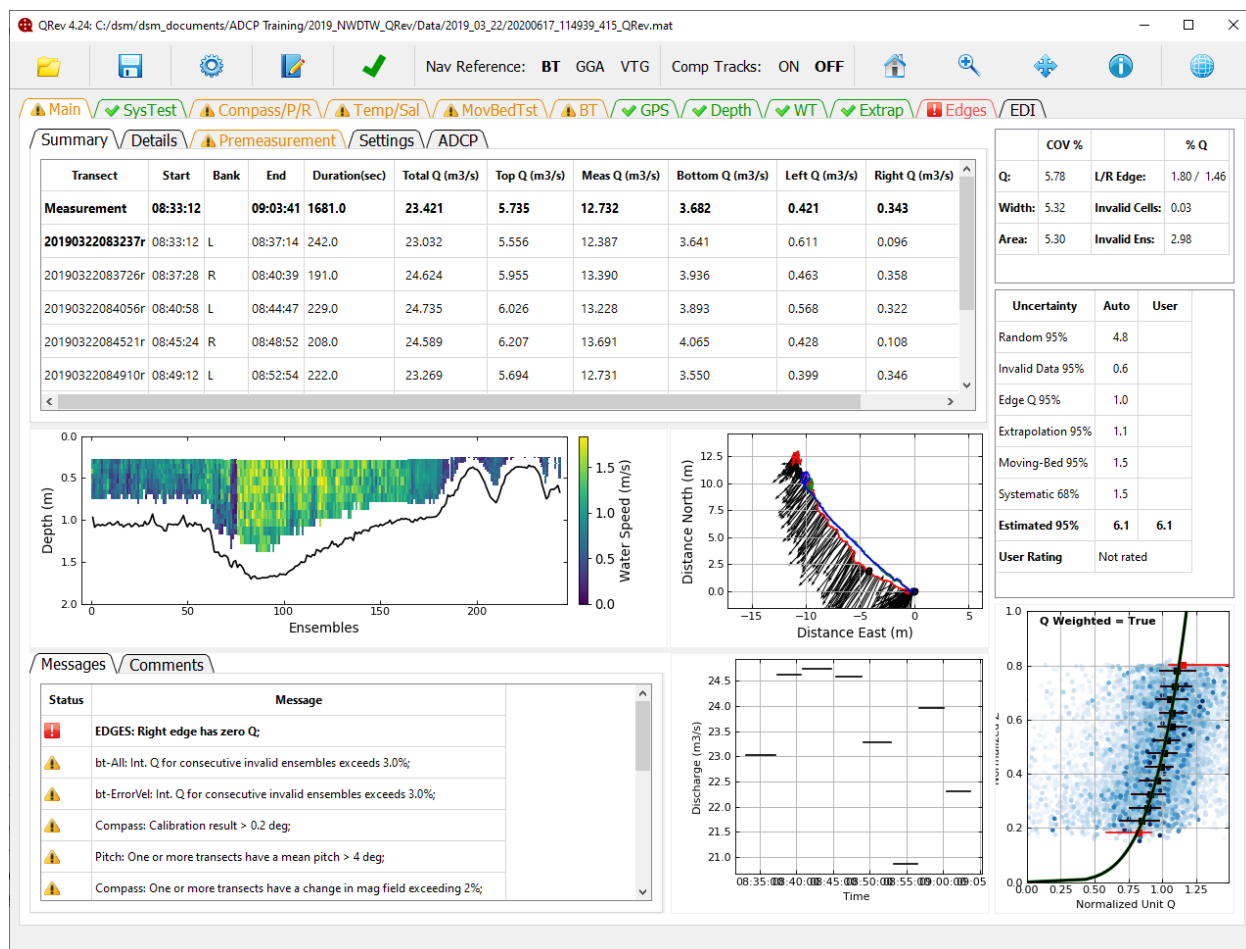 QRev 4.24: C:/dsm/dsm_documents/ADCP Training/2019_NWDTW_QRev/Data/2019_03_22/20200617_114939_415_QRev.mat
Nav Reference: BT GGA VTG Comp Tracks: ON OFF
Main SysTest Compass/P/R Temp/Sal MovBedTst BT GPS Depth WT Extrap Edges EDI
Summary Details Premeasurement Settings ADCP
Transect Start Bank End Duration(sec) Total Q (m3/s) Top Q (m3/s) Meas Q (m3/s) Bottom Q (m3/s) Left Q (m3/s) Right Q (m3/s)
Measurement 08:33:12 09:03:41 1681.0 23.421 5.735 12.732 3.682 0.421 0.343
20190322083237r 08:33:12 L 08:37:14 242.0 23.032 5.556 12.387 3.641 0.611 0.096
20190322083726r 08:37:28 R 08:40:39 191.0 24.624 5.955 13.390 3.936 0.463 0.358
20190322084056r 08:40:58 L 08:44:47 229.0 24.735 6.026 13.228 3.893 0.568 0.322
20190322084521r 08:45:24 R 08:48:52 208.0 24.589 6.207 13.691 4.065 0.428 0.108
20190322084910r 08:49:12 L 08:52:54 222.0 23.269 5.694 12.731 3.550 0.399 0.346
COV % % Q
Q: 5.78 L/R Edge: 1.80 / 1.46
Width: 5.32 Invalid Cells: 0.03
Area: 5.30 Invalid Ens: 2.98
Uncertainty Auto User
Random 95% 4.8
Invalid Data 95% 0.6
Edge Q 95% 1.0
Extrapolation 95% 1.1
Moving-Bed 95% 1.5
Systematic 68% 1.5
Estimated 95% 6.1 6.1
User Rating Not rated
0.0
0.5
1.0
1.5
2.0
Depth (m)
0 50 100 150 200
Ensembles
1.5
1.0
0.5
0.0
Water Speed (m/s)
12.5
10.0
7.5
5.0
2.5
0.0
Distance North (m)
−15 −10 −5 0 5
Distance East (m)
Messages Comments
Status Message
EDGES: Right edge has zero Q;
bt-All: Int. Q for consecutive invalid ensembles exceeds 3.0%;
bt-ErrorVel: Int. Q for consecutive invalid ensembles exceeds 3.0%;
Compass: Calibration result > 0.2 deg;
Pitch: One or more transects have a mean pitch > 4 deg;
Compass: One or more transects have a change in mag field exceeding 2%;
24.5
24.0
23.5
23.0
22.5
22.0
21.5
21.0
Discharge (m3/s)
Time
Q Weighted = True
1.0
0.8
0.6
0.4
0.2
0.0
0.00 0.25 0.50 0.75 1.00 1.25
Normalized Unit Q